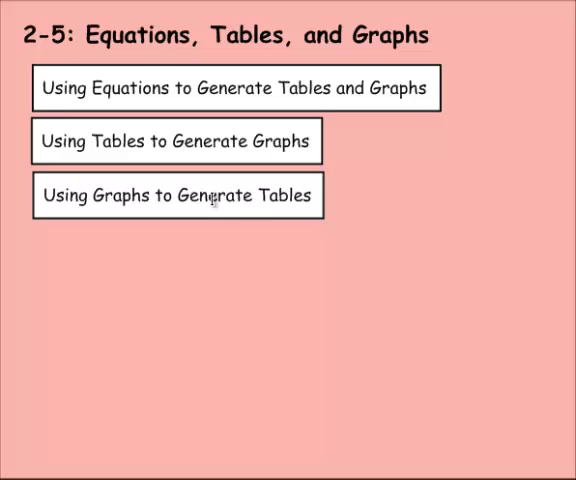 2-5: Equations, Tables, and Graphs
Using Equations to Generate Tables and Graphs
Using Tables to Generate Graphs
Using Graphs to Generate Tables